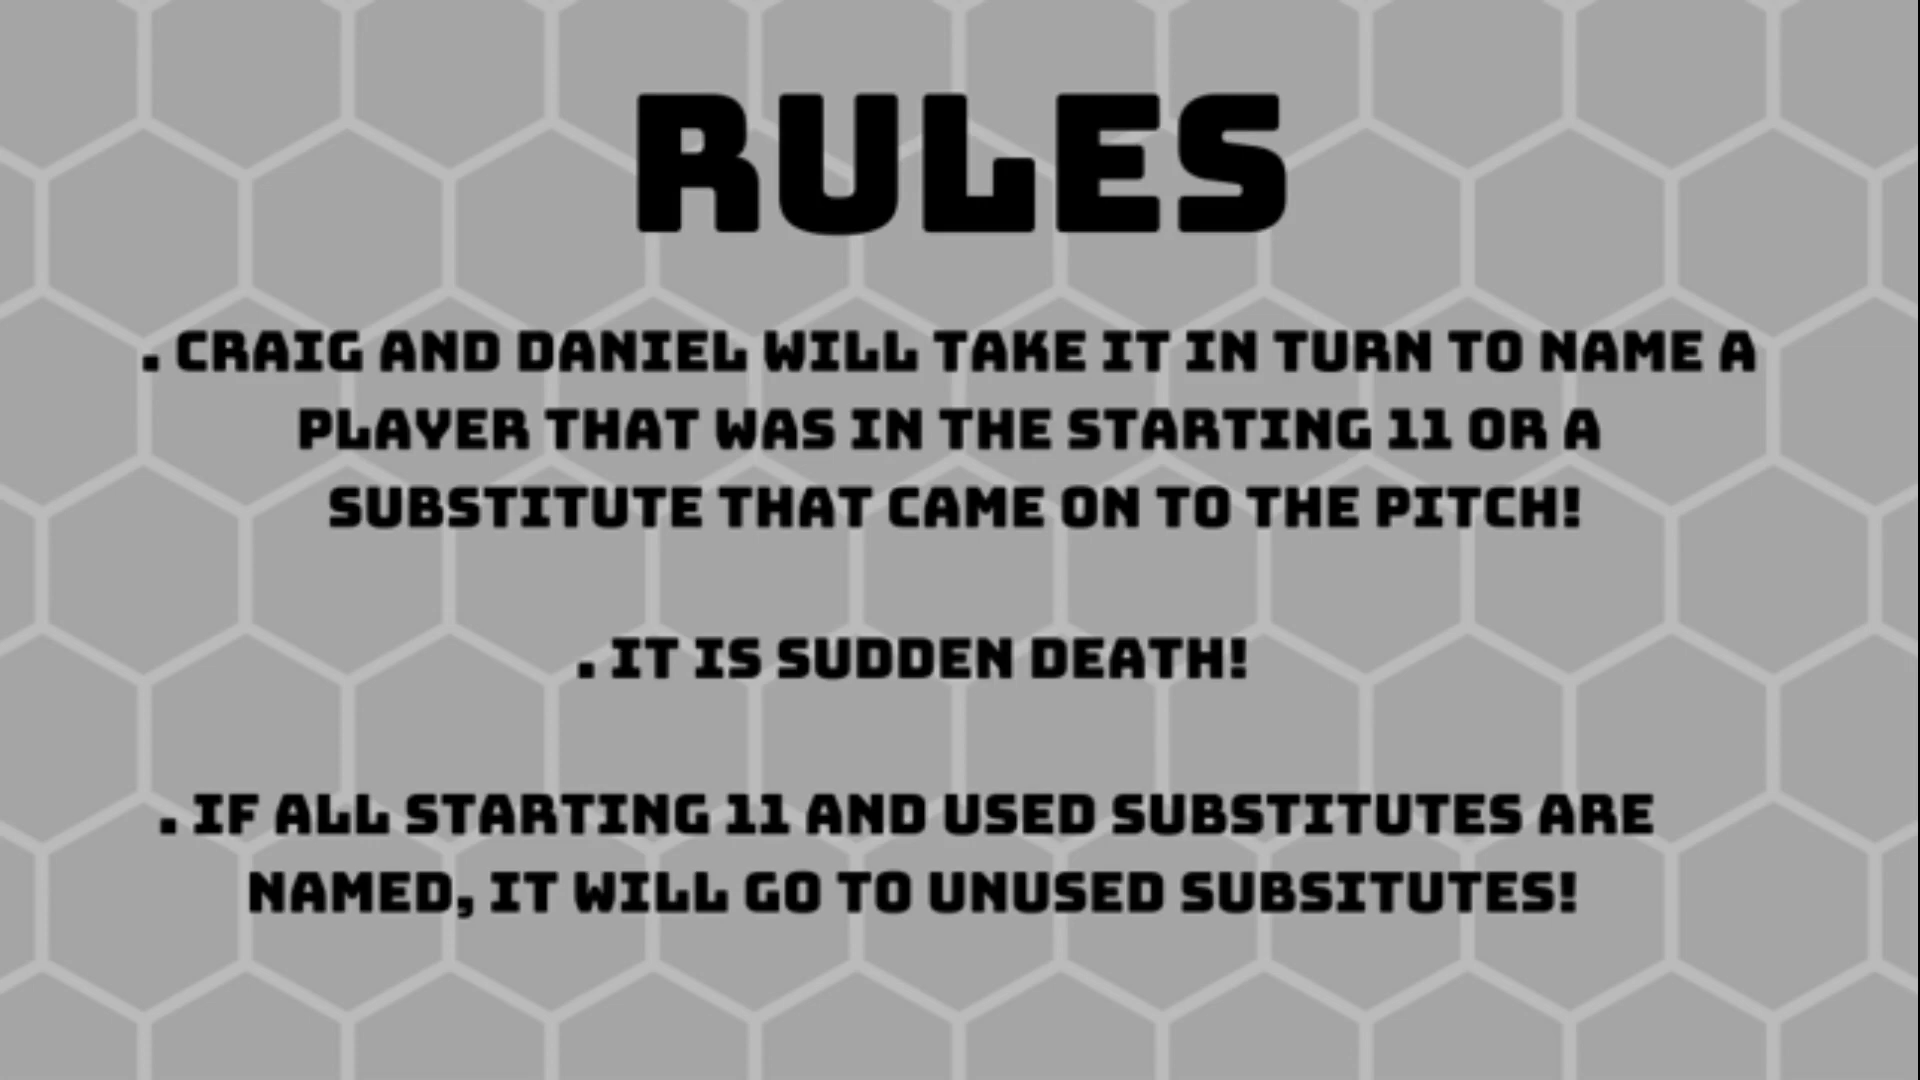 RULES
. CRAIG AND DANIEL WILL TAKE IT IN TURN TO NAME A
PLAYER THAT WAS IN THE STARTING 11 OR A
SUBSTITUTE THAT CAME ON TO THE PITCH!
. IT IS SUDDEN DEATH!
. IF ALL STARTING 11 AND USED SUBSTITUTES ARE
NAMED, IT WILL GO TO UNUSED SUBSITUTES!